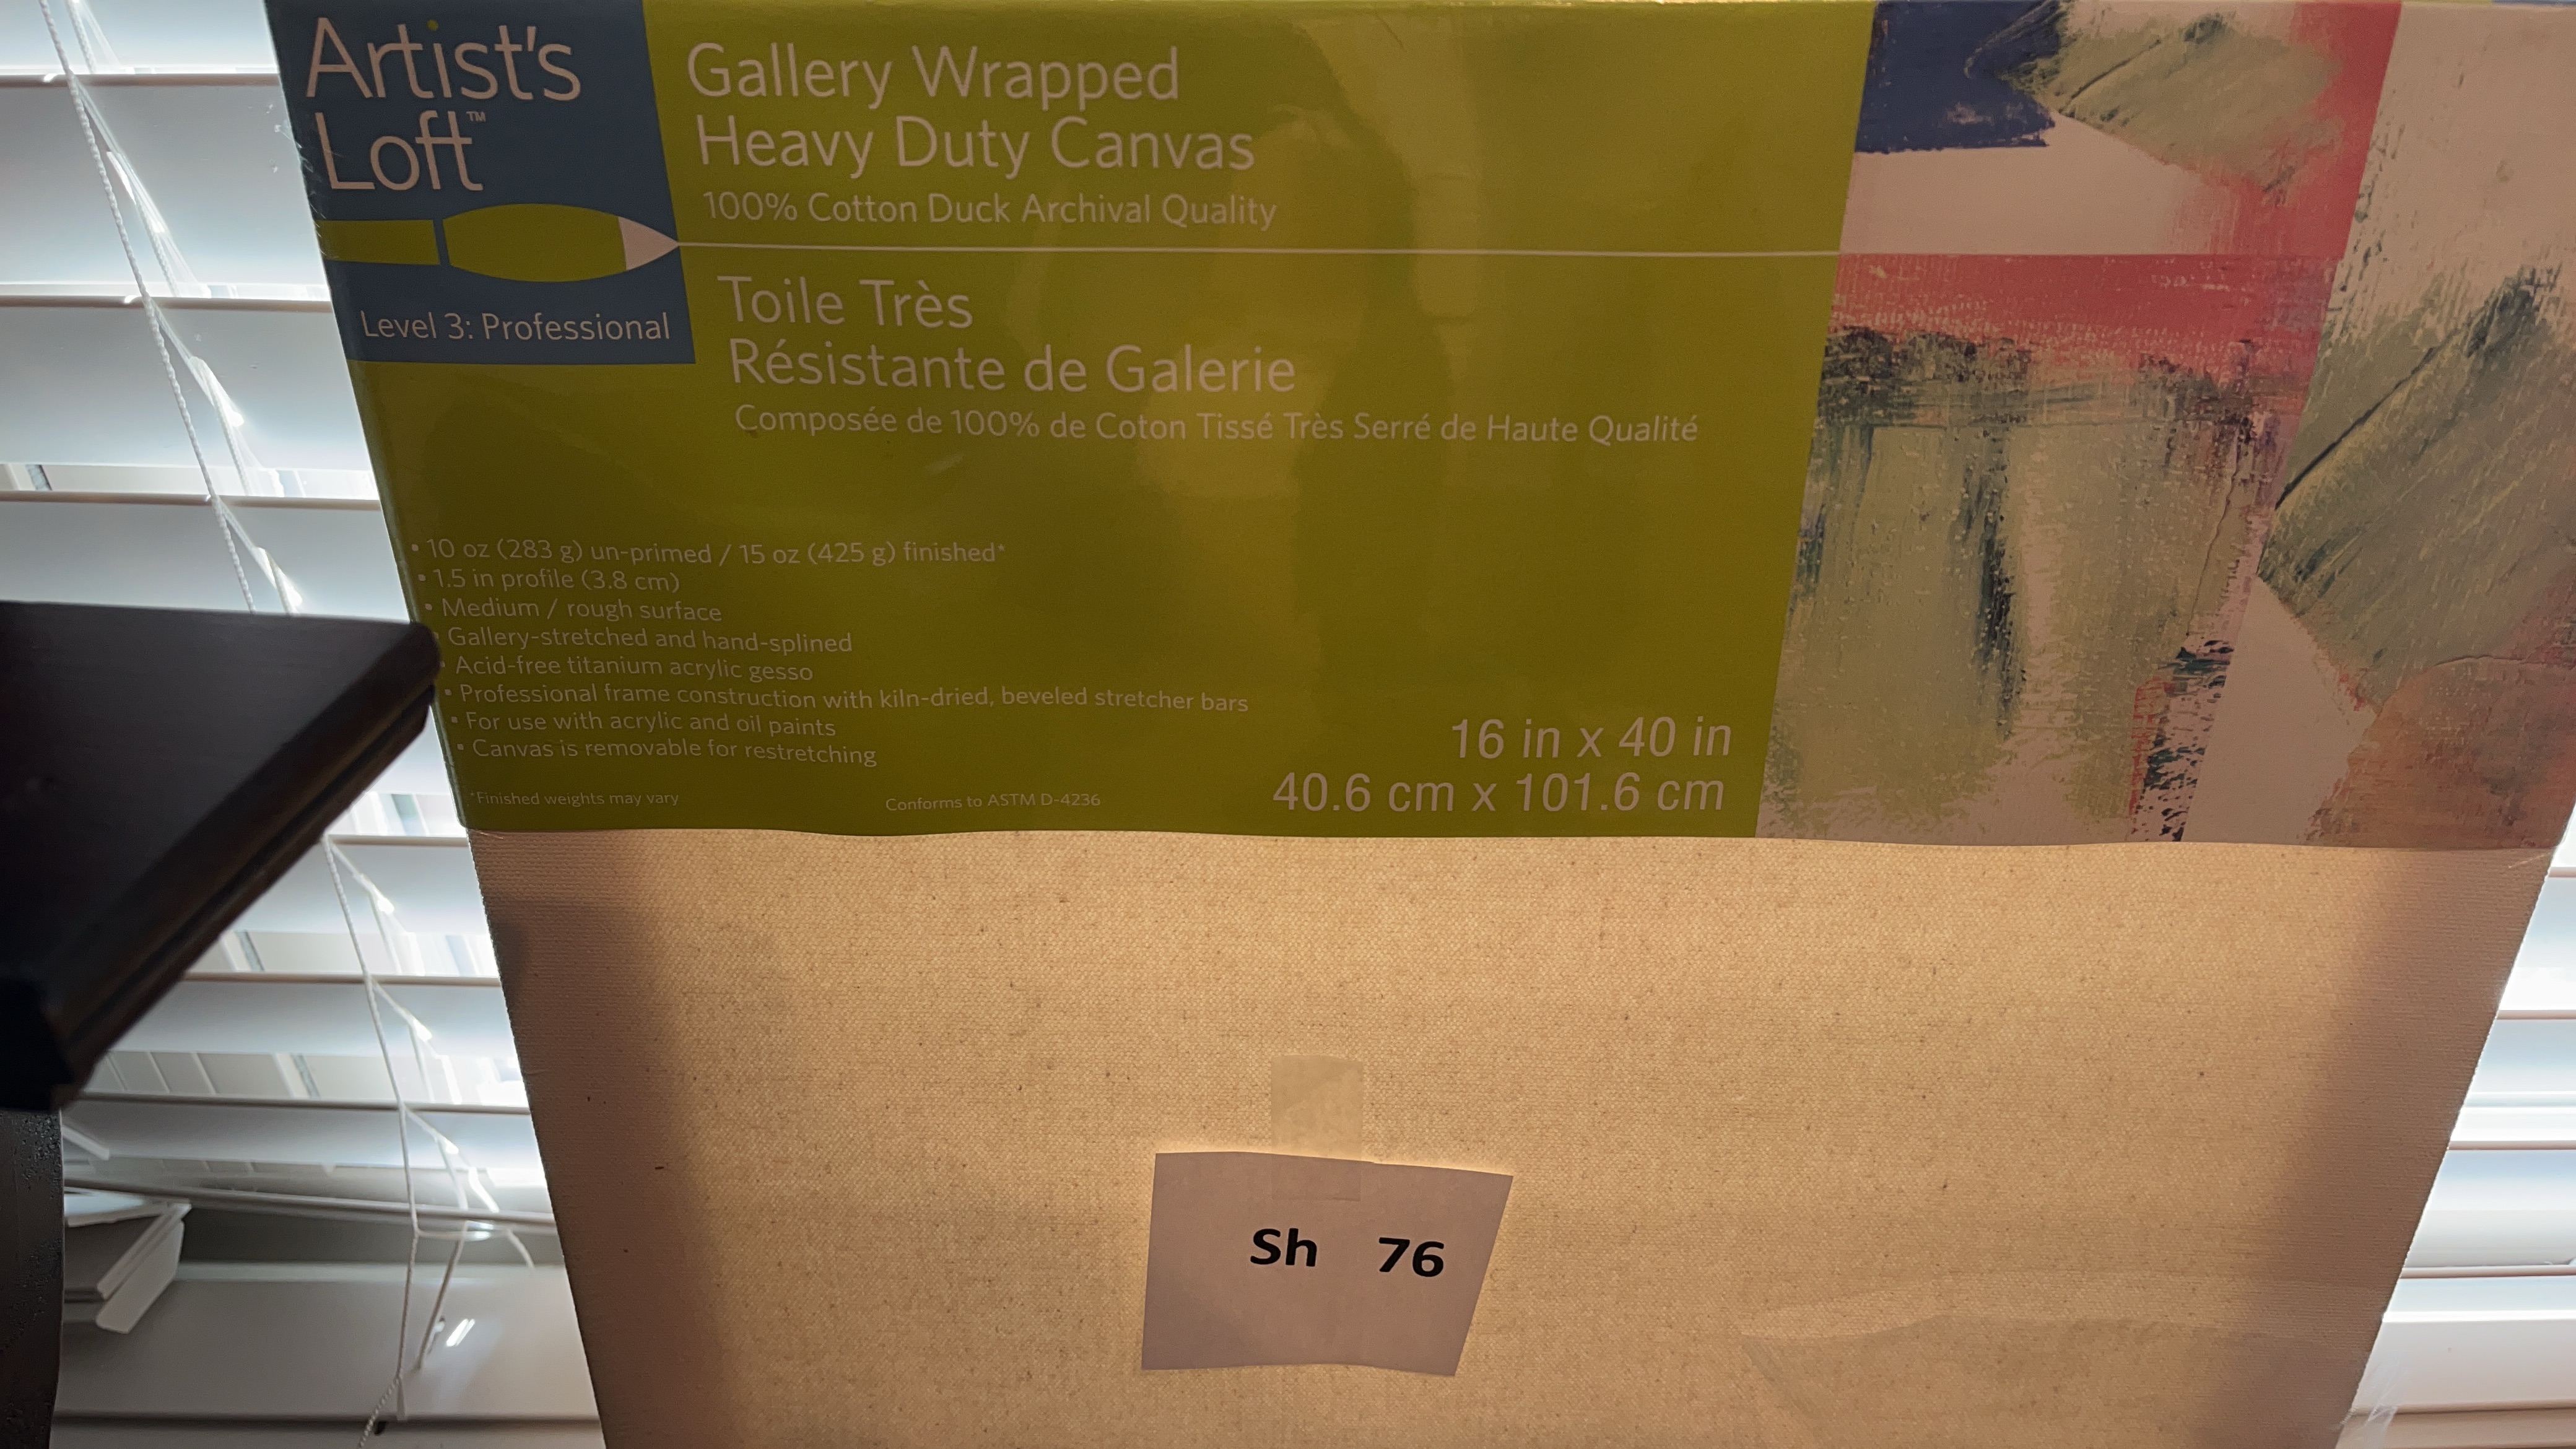 Artist's
Loft™
Level 3: Professional
Gallery Wrapped
Heavy Duty Canvas
100% Cotton Duck Archival Quality
Toile Très
Résistante de Galerie
Composée de 100% de Coton Tissé Très Serré de Haute Qualité
• 10 oz (283 g) un-primed / 15 oz (425 g) finished*
• 1.5 in profile (3.8 cm)
• Medium / rough surface
• Gallery-stretched and hand-splined
• Acid-free titanium acrylic gesso
• Professional frame construction with kiln-dried, beveled stretcher bars
• For use with acrylic and oil paints
• Canvas is removable for restretching
*Finished weights may vary
Conforms to ASTM D-4236
16 in x 40 in
40.6 cm x 101.6 cm
Sh 76